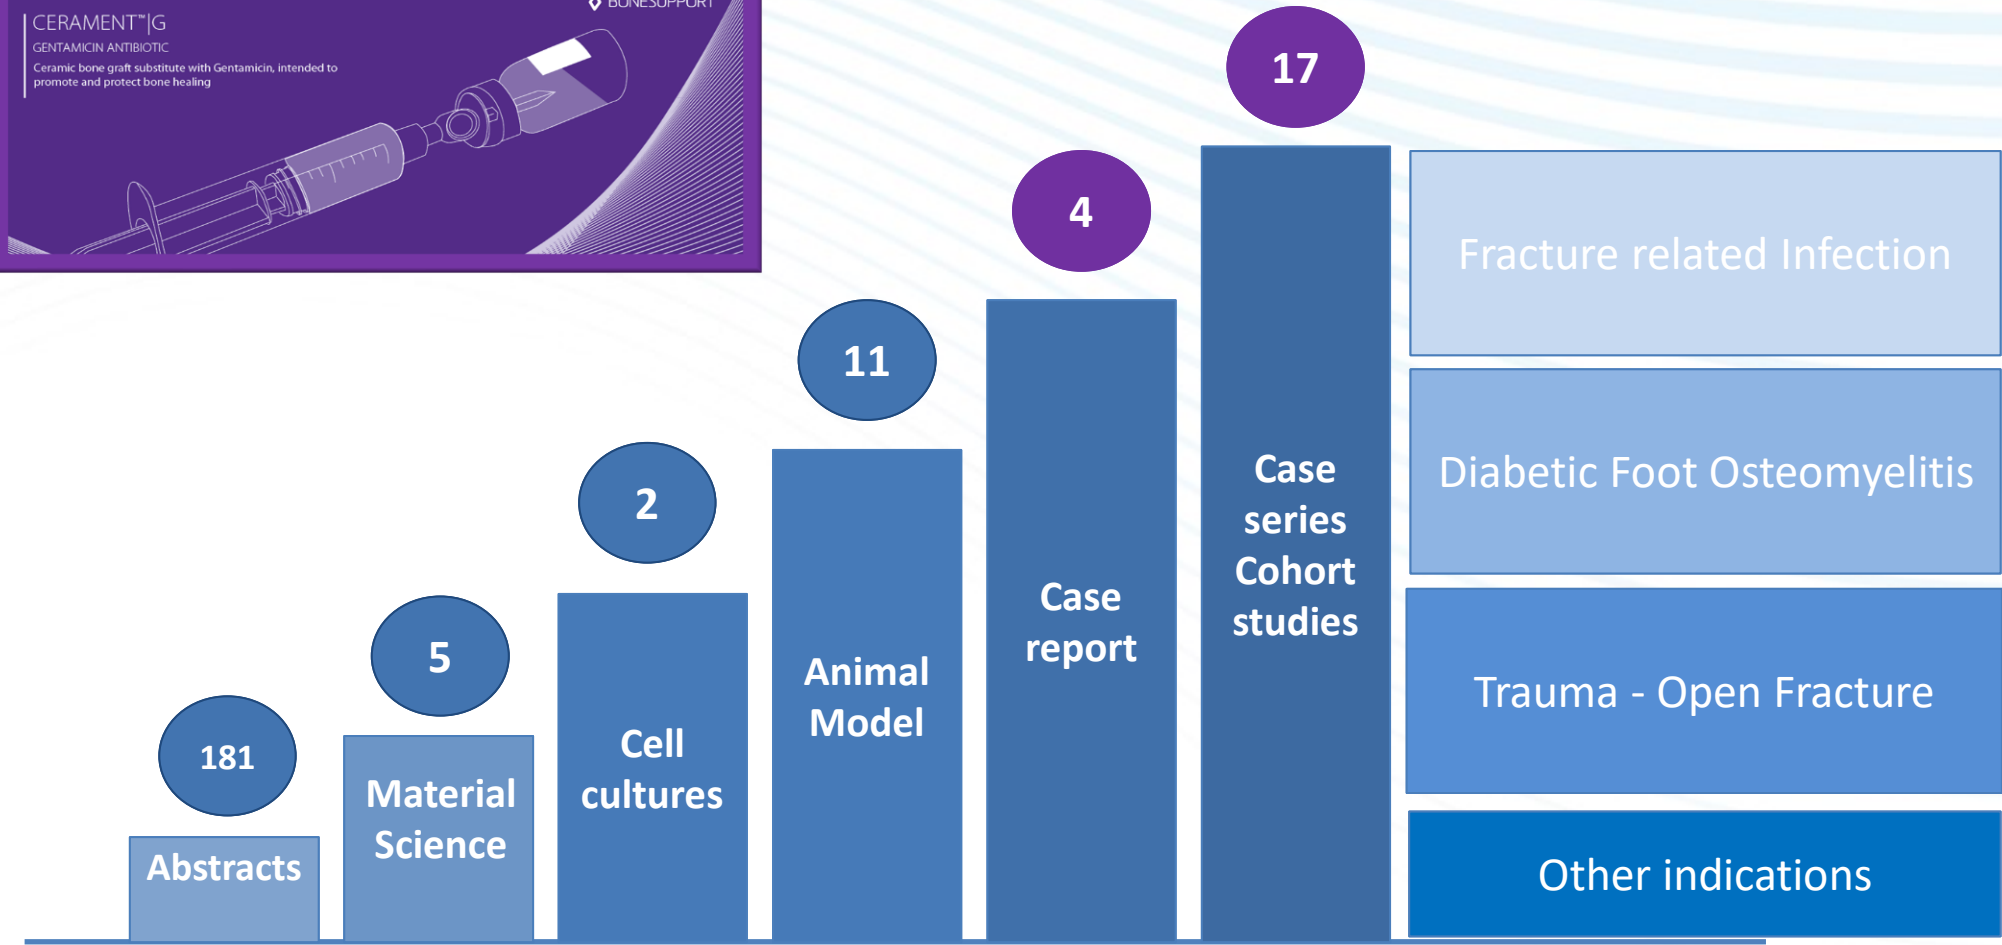 BONESUPPORT
CERAMENT™|G
GENTAMICIN ANTIBIOTIC
Ceramic bone graft substitute with Gentamicin, intended to
promote and protect bone healing
181
Abstracts
5
Material
Science
2
Cell
cultures
11
Animal
Model
4
Case
report
17
Case
series
Cohort
studies
Fracture related Infection
Diabetic Foot Osteomyelitis
Trauma - Open Fracture
Other indications